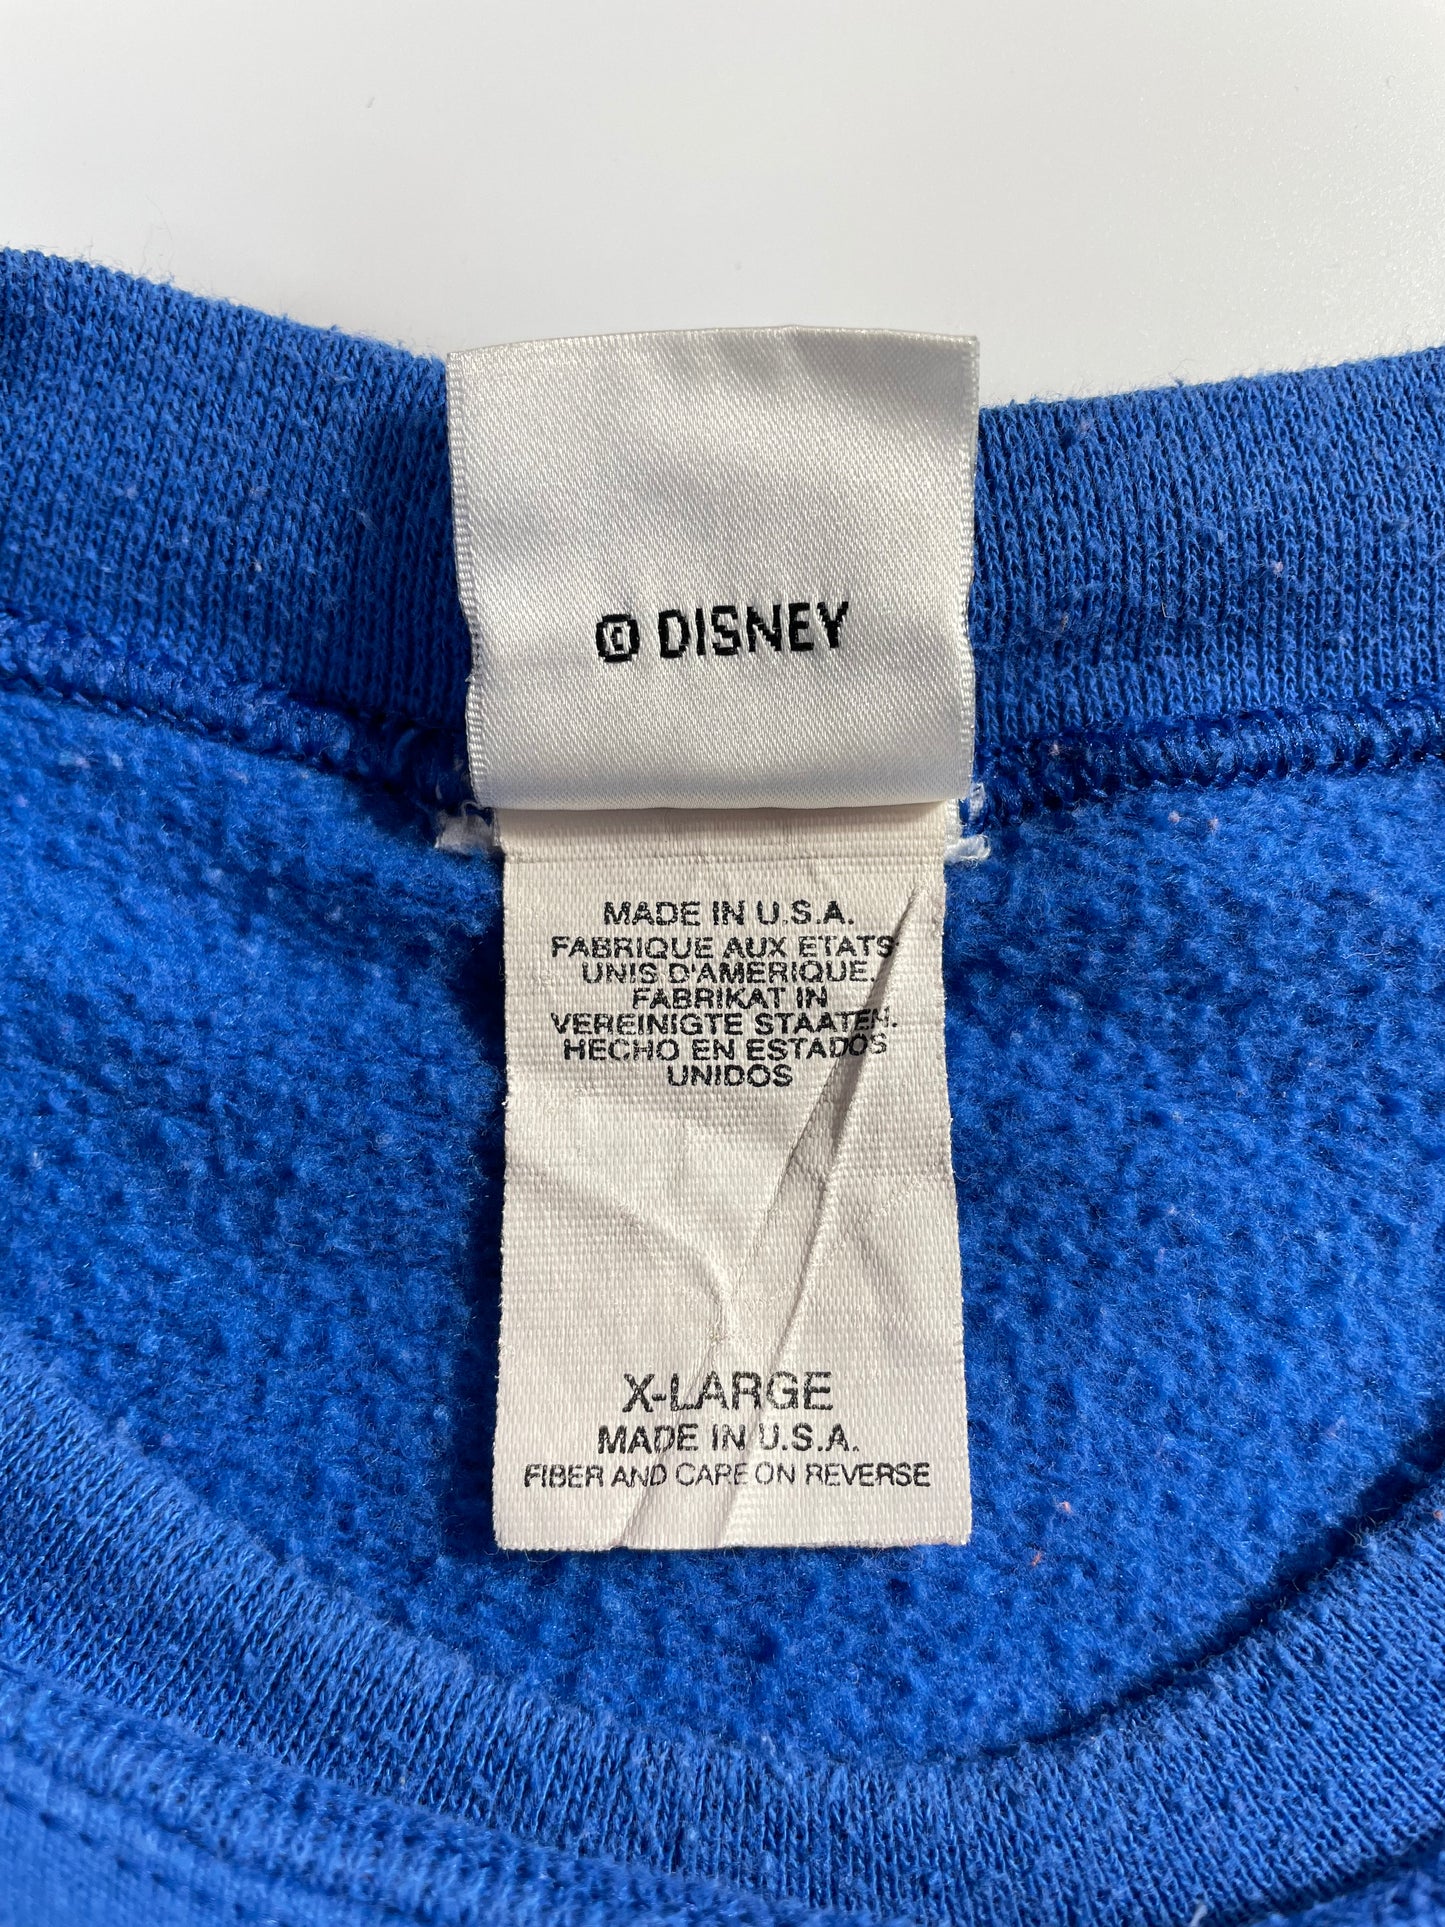 © DISNEY
MADE IN U.S.A.
FABRIQUE AUX ETATS
UNIS D'AMERIQUE.
FABRIKAT IN
VEREINIGTE STAATEN.
HECHO EN ESTADOS
UNIDOS
X-LARGE
MADE IN U.S.A.
FIBER AND CARE ON REVERSE